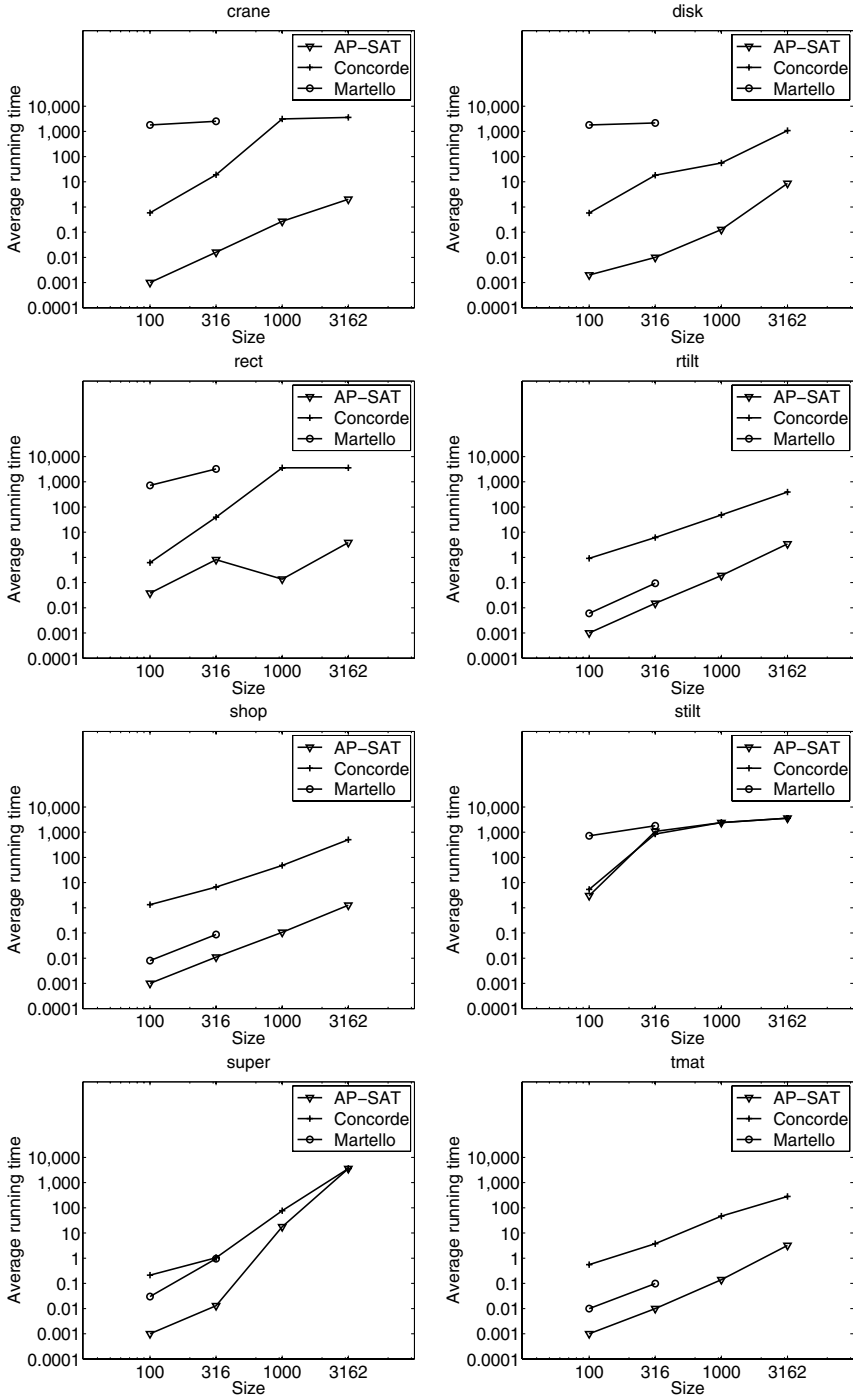 crane
AP-SAT
Concorde
Martello
10,000
1,000
100
10
1
0.1
0.01
0.001
0.0001
Average running time
100
316
1000
3162
Size
disk
AP-SAT
Concorde
Martello
10,000
1,000
100
10
1
0.1
0.01
0.001
0.0001
Average running time
100
316
1000
3162
Size
rect
AP-SAT
Concorde
Martello
10,000
1,000
100
10
1
0.1
0.01
0.001
0.0001
Average running time
100
316
1000
3162
Size
rtilt
AP-SAT
Concorde
Martello
10,000
1,000
100
10
1
0.1
0.01
0.001
0.0001
Average running time
100
316
1000
3162
Size
shop
AP-SAT
Concorde
Martello
10,000
1,000
100
10
1
0.1
0.01
0.001
0.0001
Average running time
100
316
1000
3162
Size
stilt
AP-SAT
Concorde
Martello
10,000
1,000
100
10
1
0.1
0.01
0.001
0.0001
Average running time
100
316
1000
3162
Size
super
AP-SAT
Concorde
Martello
10,000
1,000
100
10
1
0.1
0.01
0.001
0.0001
Average running time
100
316
1000
3162
Size
tmat
AP-SAT
Concorde
Martello
10,000
1,000
100
10
1
0.1
0.01
0.001
0.0001
Average running time
100
316
1000
3162
Size